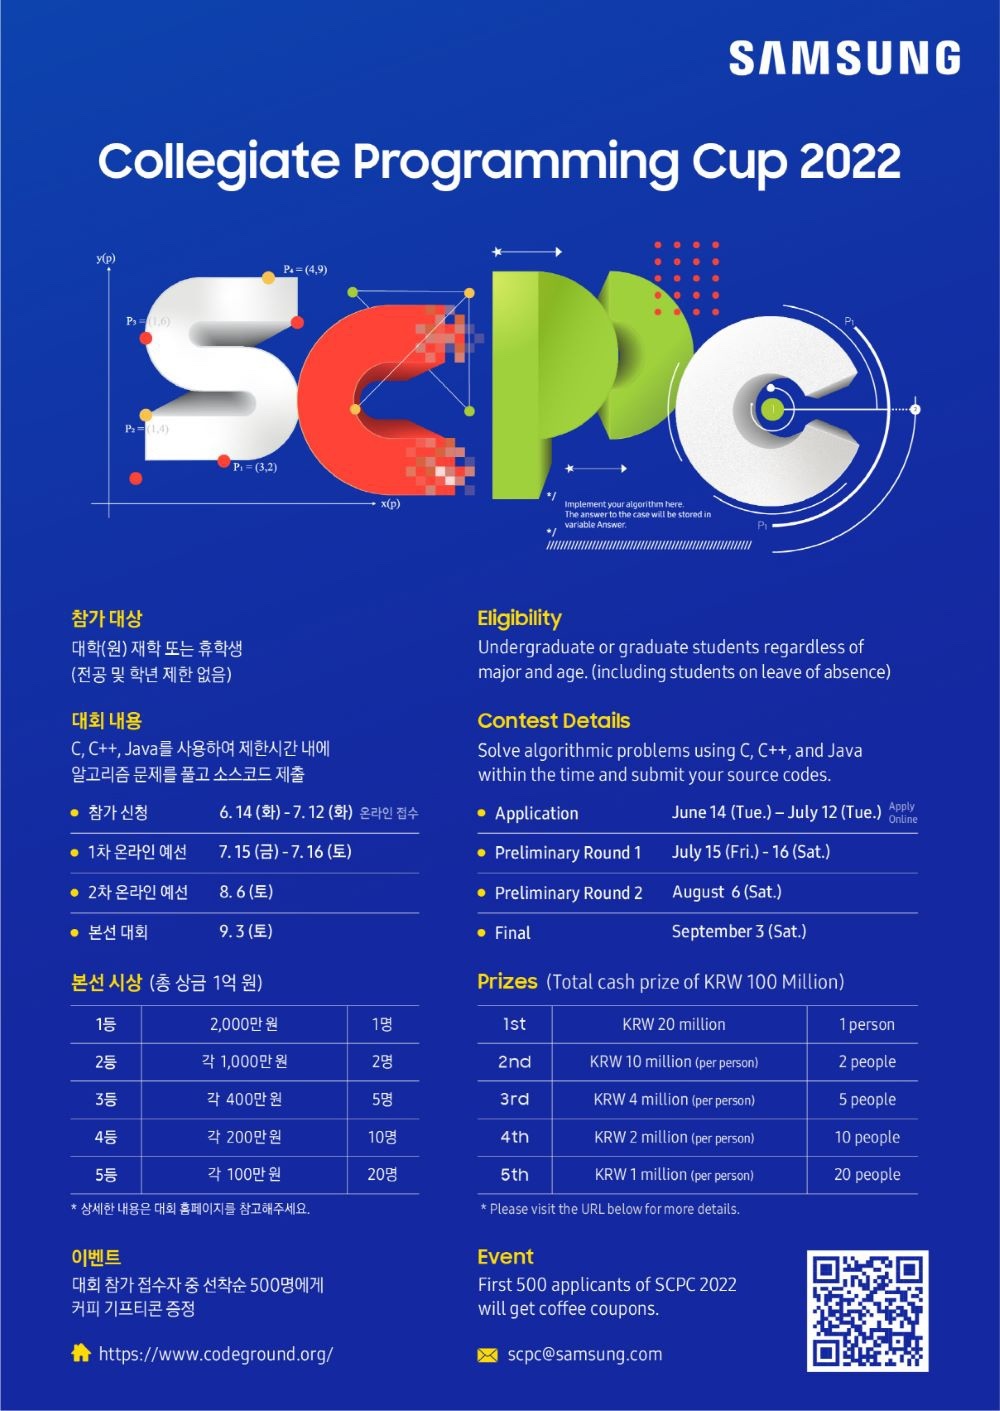 SAMSUNG
Collegiate Programming Cup 2022
y(p)
P₄ = (4,9)
P₃ = (1,6)
P₂ = (1,4)
P₁ = (3,2)
x(p)
SCPC
P₁
1
2
*/
Implement your algorithm here.
The answer to the case will be stored in
variable Answer.
*/
P₁
참가 대상
대학(원) 재학 또는 휴학생
(전공 및 학년 제한 없음)
대회 내용
C, C++, Java를 사용하여 제한시간 내에
알고리즘 문제를 풀고 소스코드 제출
• 참가 신청 6. 14 (화) - 7. 12 (화) 온라인 접수
• 1차 온라인 예선 7. 15 (금) - 7. 16 (토)
• 2차 온라인 예선 8. 6 (토)
• 본선 대회 9. 3 (토)
본선 시상 (총 상금 1억 원)
1등 2,000만 원 1명
2등 각 1,000만 원 2명
3등 각 400만 원 5명
4등 각 200만 원 10명
5등 각 100만 원 20명
* 상세한 내용은 대회 홈페이지를 참고해주세요.
이벤트
대회 참가 접수자 중 선착순 500명에게
커피 기프티콘 증정
https://www.codeground.org/
Eligibility
Undergraduate or graduate students regardless of
major and age. (including students on leave of absence)
Contest Details
Solve algorithmic problems using C, C++, and Java
within the time and submit your source codes.
• Application June 14 (Tue.) – July 12 (Tue.) Apply Online
• Preliminary Round 1 July 15 (Fri.) - 16 (Sat.)
• Preliminary Round 2 August 6 (Sat.)
• Final September 3 (Sat.)
Prizes (Total cash prize of KRW 100 Million)
1st KRW 20 million 1 person
2nd KRW 10 million (per person) 2 people
3rd KRW 4 million (per person) 5 people
4th KRW 2 million (per person) 10 people
5th KRW 1 million (per person) 20 people
* Please visit the URL below for more details.
Event
First 500 applicants of SCPC 2022
will get coffee coupons.
scpc@samsung.com